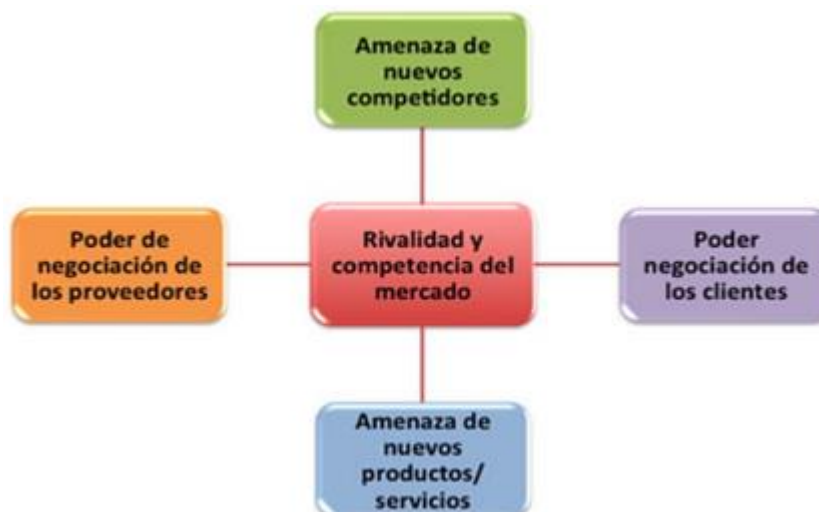 Amenaza de
nuevos
competidores
Poder de
negociación de
los proveedores
Rivalidad y
competencia del
mercado
Poder
negociación de
los clientes
Amenaza de
nuevos
productos/
servicios